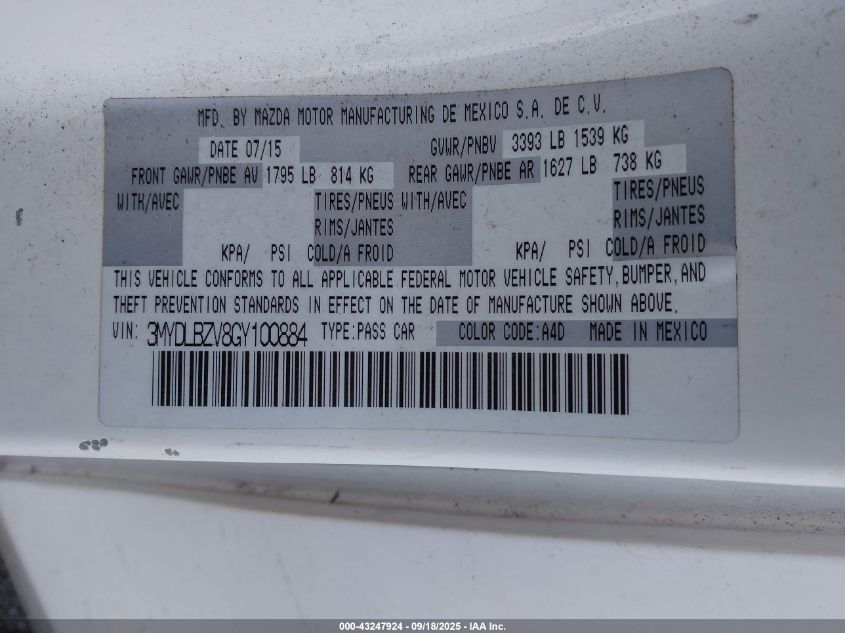 MFD. BY MAZDA MOTOR MANUFACTURING DE MEXICO S.A. DE C.V.
DATE 07/15 GVWR/PNBV 3393 LB 1539 KG
FRONT GAWR/PNBE AV 1795 LB 814 KG REAR GAWR/PNBE AR 1627 LB 738 KG
WITH/AVEC TIRES/PNEUS WITH/AVEC TIRES/PNEUS
RIMS/JANTES RIMS/JANTES
KPA/ PSI COLD/A FROID KPA/ PSI COLD/A FROID
THIS VEHICLE CONFORMS TO ALL APPLICABLE FEDERAL MOTOR VEHICLE SAFETY, BUMPER, AND
THEFT PREVENTION STANDARDS IN EFFECT ON THE DATE OF MANUFACTURE SHOWN ABOVE.
VIN: 3MYDLBZV8GY100884 TYPE:PASS CAR COLOR CODE:A4D MADE IN MEXICO
000-43247924 - 09/18/2025 - IAA Inc.